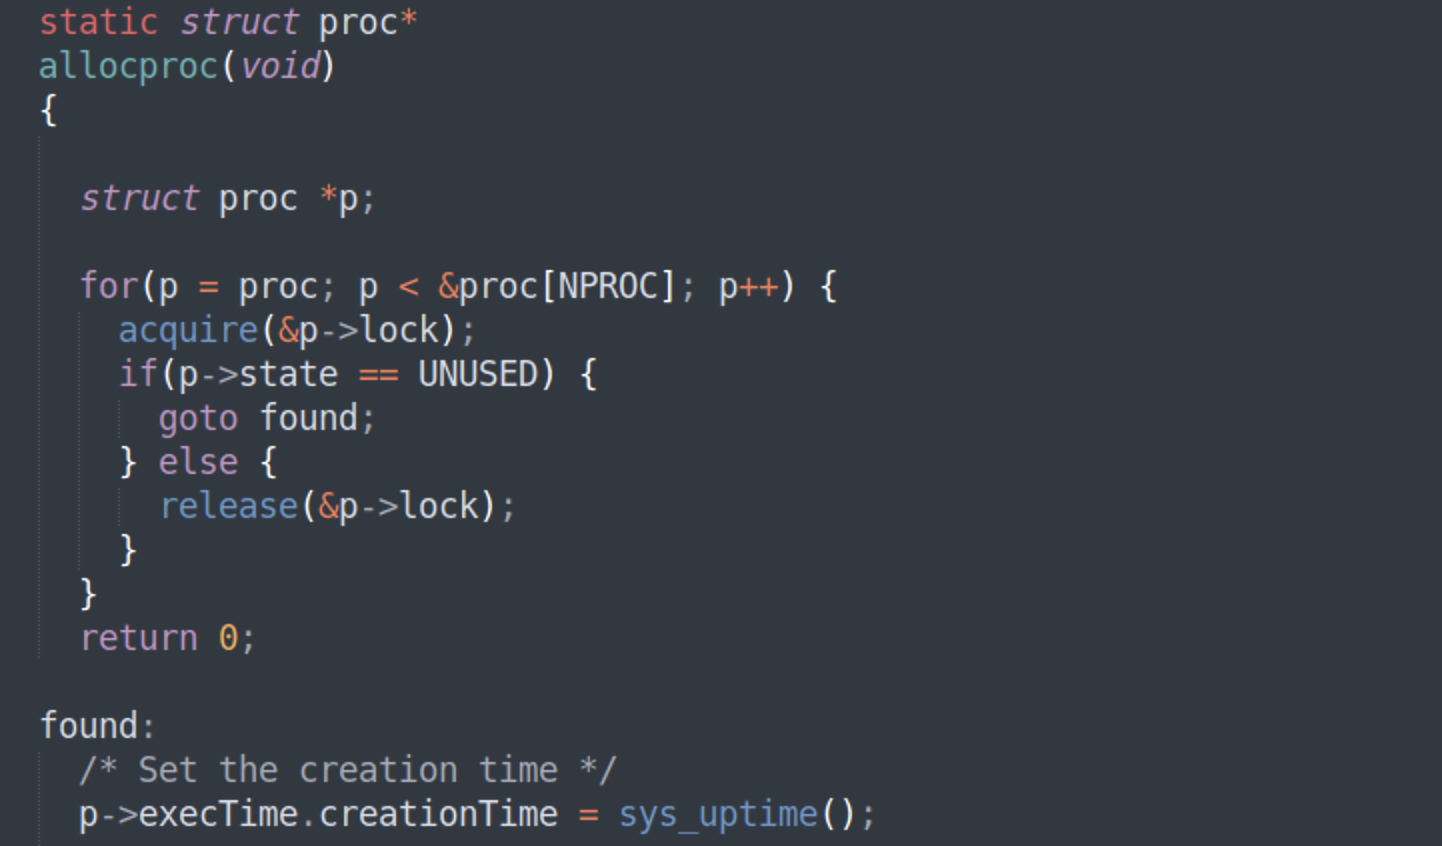 static struct proc*
allocproc(void)
{
struct proc *p;
for(p = proc; p < &proc[NPROC]; p++) {
acquire(&p->lock);
if(p->state == UNUSED) {
goto found;
} else {
release(&p->lock);
}
}
return 0;
found:
/* Set the creation time */
p->execTime.creationTime = sys_uptime();